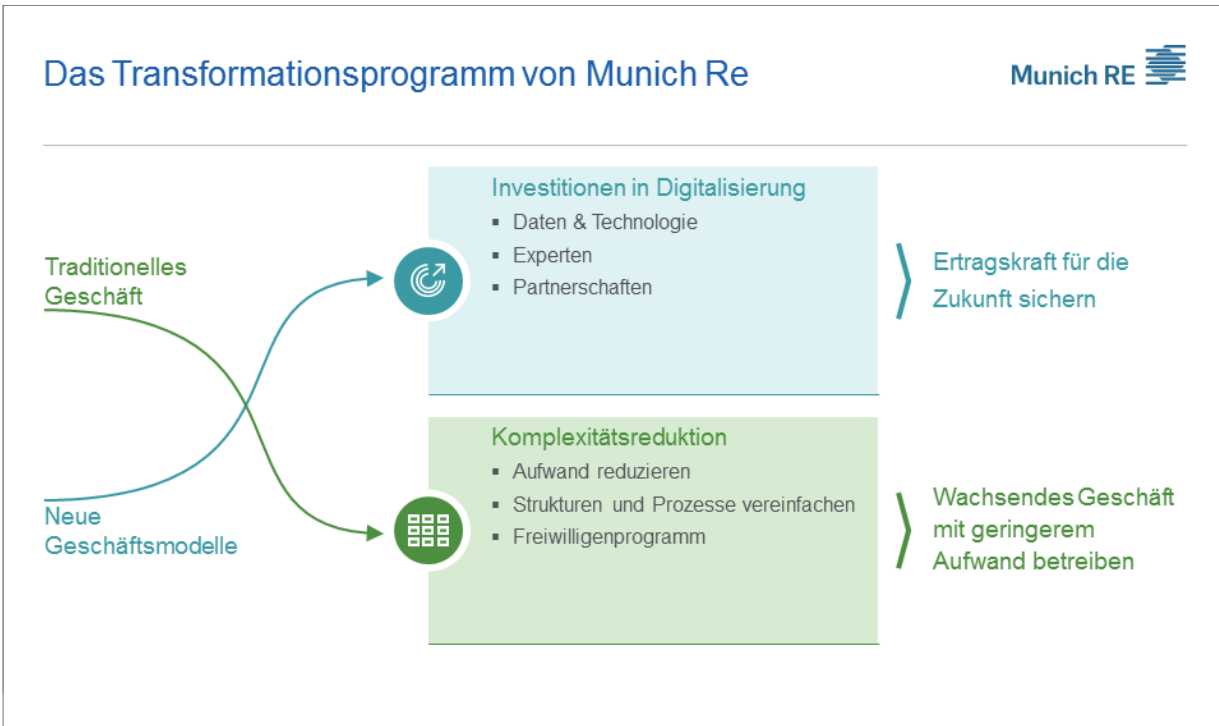 Das Transformationsprogramm von Munich Re
Munich RE
Traditionelles
Geschäft
Neue
Geschäftsmodelle
Investitionen in Digitalisierung
▪ Daten & Technologie
▪ Experten
▪ Partnerschaften
Ertragskraft für die
Zukunft sichern
Komplexitätsreduktion
▪ Aufwand reduzieren
▪ Strukturen und Prozesse vereinfachen
▪ Freiwilligenprogramm
Wachsendes Geschäft
mit geringerem
Aufwand betreiben